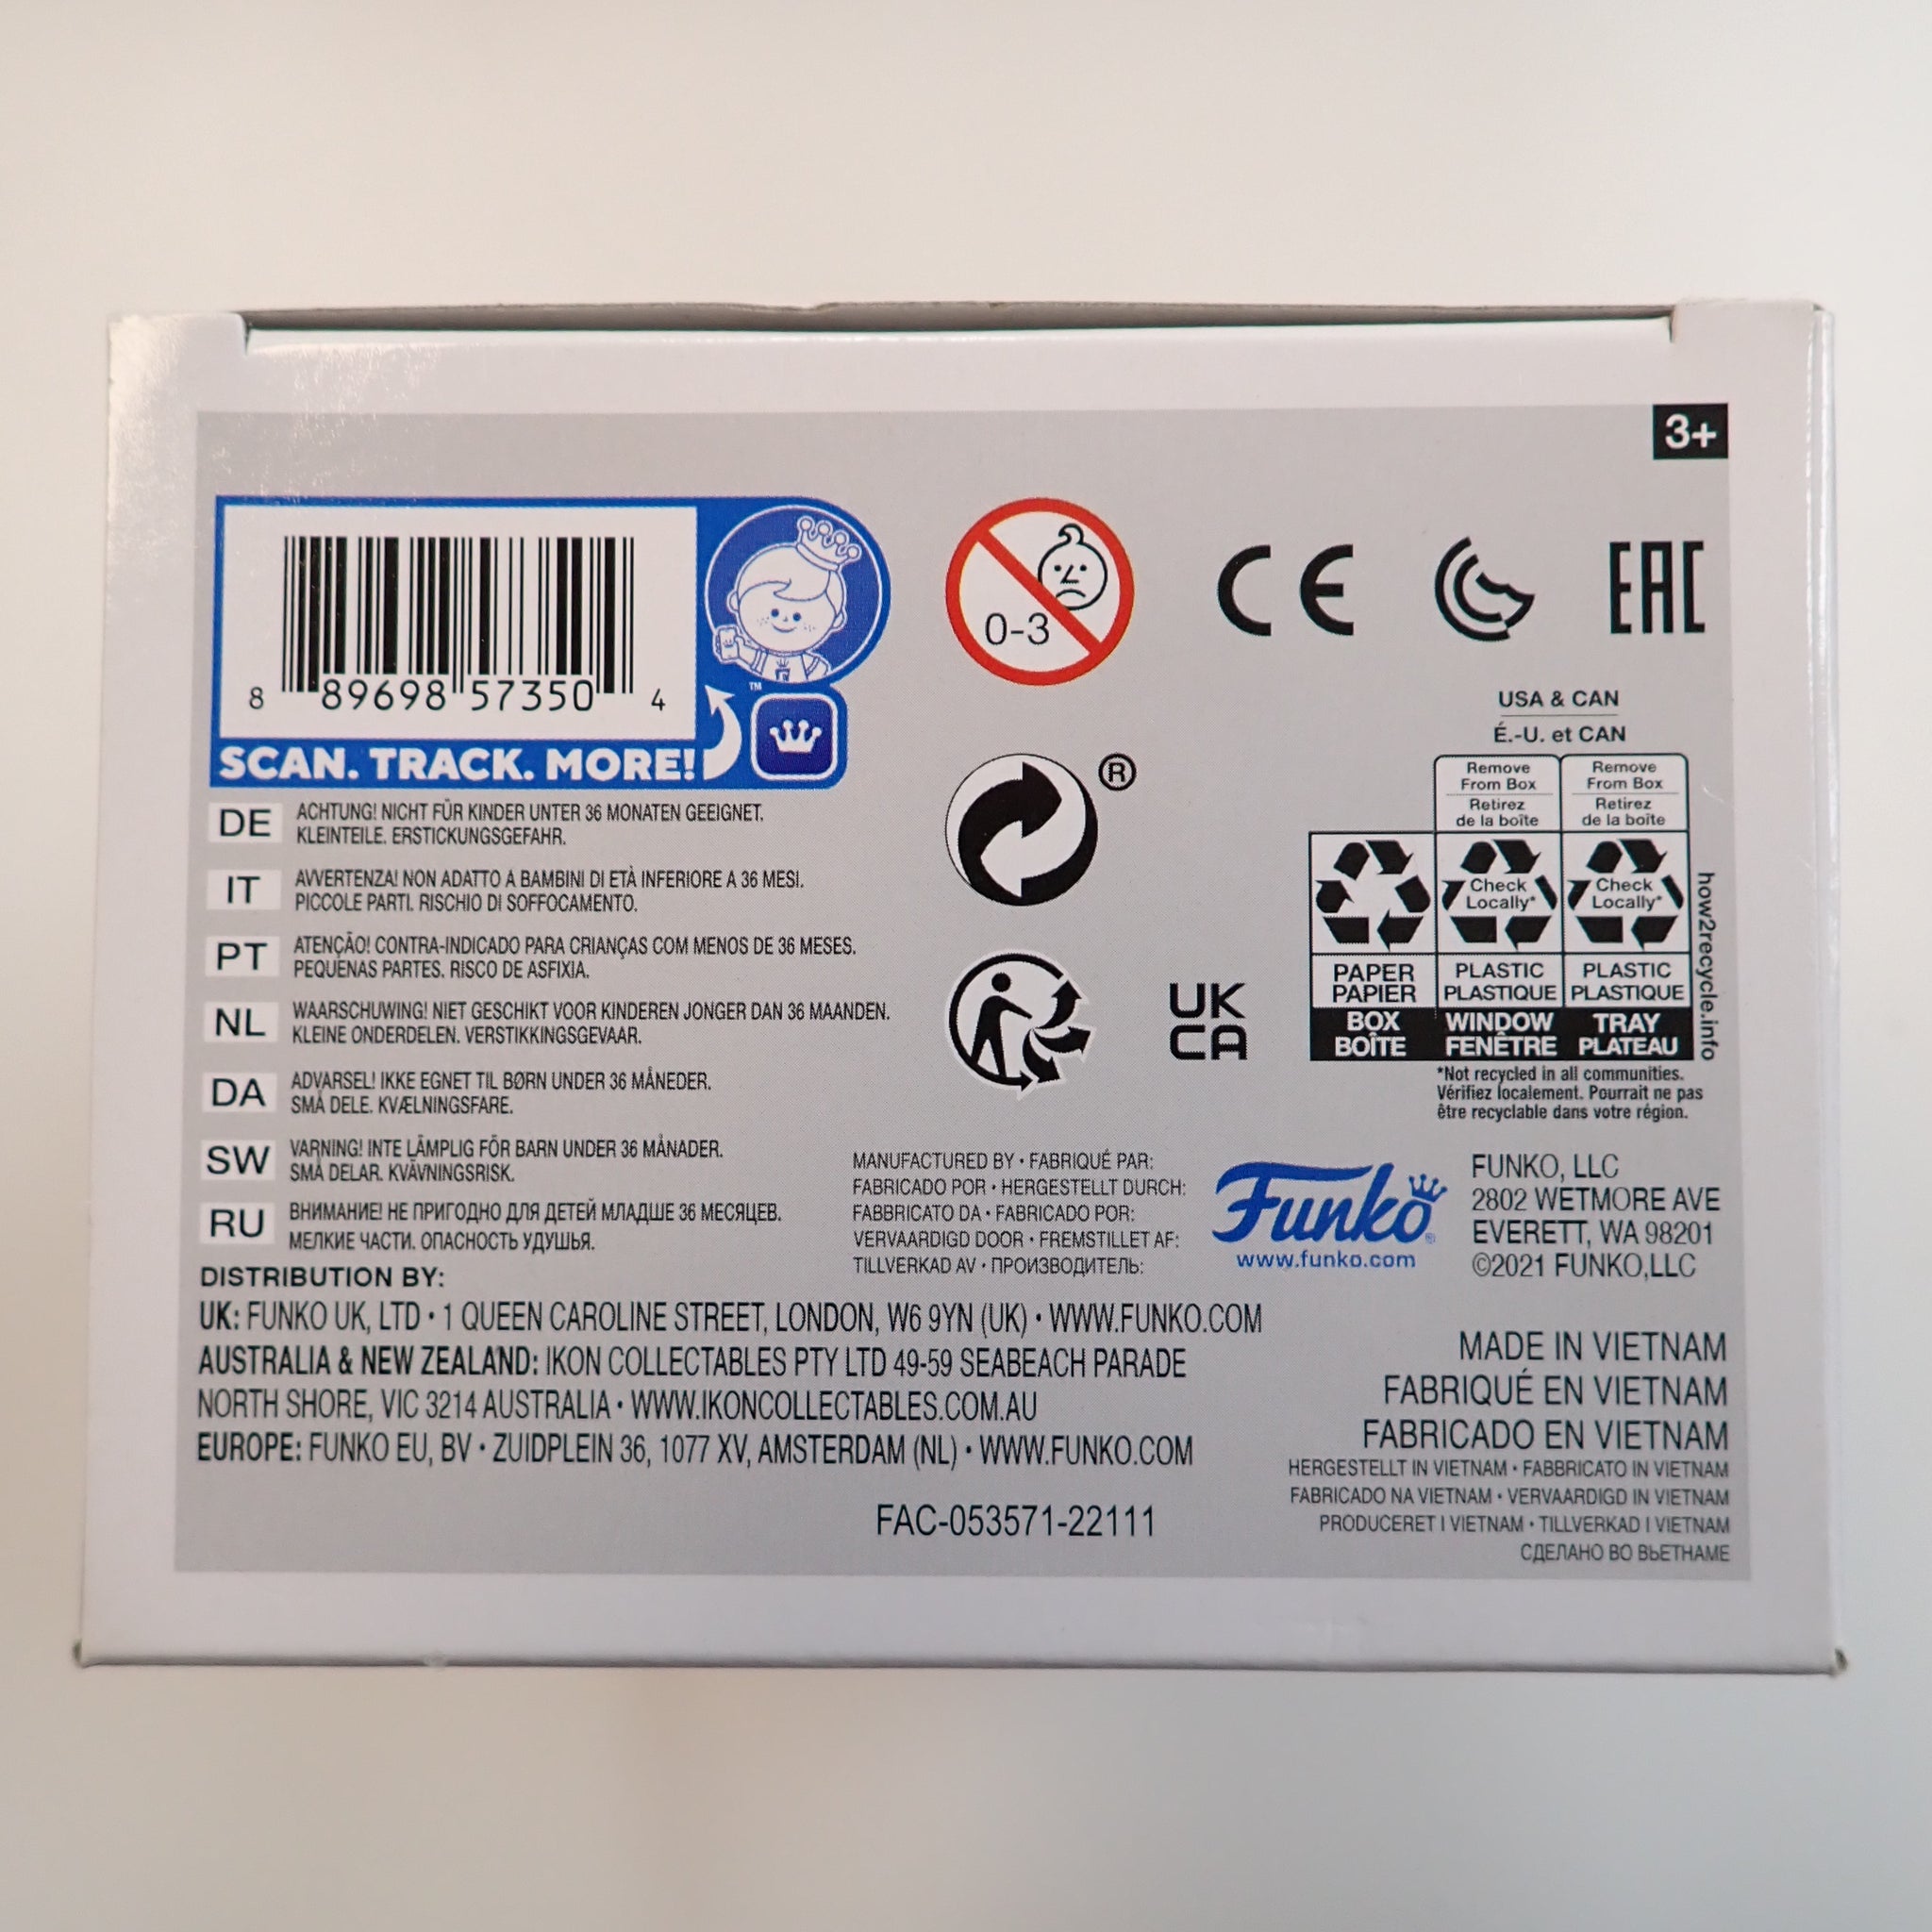 3+
8 89698 57350 4
SCAN. TRACK. MORE!
™
0-3
CE
EAC
®
UK
CA
USA & CAN
É.-U. et CAN
Remove
From Box
Retirez
de la boîte
Remove
From Box
Retirez
de la boîte
Check
Locally*
Check
Locally*
PAPER
PAPIER
PLASTIC
PLASTIQUE
PLASTIC
PLASTIQUE
BOX
BOÎTE
WINDOW
FENÊTRE
TRAY
PLATEAU
how2recycle.info
*Not recycled in all communities.
Vérifiez localement. Pourrait ne pas
être recyclable dans votre région.
DE ACHTUNG! NICHT FÜR KINDER UNTER 36 MONATEN GEEIGNET.
KLEINTEILE. ERSTICKUNGSGEFAHR.
IT AVVERTENZA! NON ADATTO A BAMBINI DI ETÀ INFERIORE A 36 MESI.
PICCOLE PARTI. RISCHIO DI SOFFOCAMENTO.
PT ATENÇÃO! CONTRA-INDICADO PARA CRIANÇAS COM MENOS DE 36 MESES.
PEQUENAS PARTES. RISCO DE ASFIXIA.
NL WAARSCHUWING! NIET GESCHIKT VOOR KINDEREN JONGER DAN 36 MAANDEN.
KLEINE ONDERDELEN. VERSTIKKINGSGEVAAR.
DA ADVARSEL! IKKE EGNET TIL BØRN UNDER 36 MÅNEDER.
SMÅ DELE. KVÆLNINGSFARE.
SW VARNING! INTE LÄMPLIG FÖR BARN UNDER 36 MÅNADER.
SMÅ DELAR. KVÄVNINGSRISK.
RU ВНИМАНИЕ! НЕ ПРИГОДНО ДЛЯ ДЕТЕЙ МЛАДШЕ 36 МЕСЯЦЕВ.
МЕЛКИЕ ЧАСТИ. ОПАСНОСТЬ УДУШЬЯ.
MANUFACTURED BY • FABRIQUÉ PAR:
FABRICADO POR • HERGESTELLT DURCH:
FABBRICATO DA • FABRICADO POR:
VERVAARDIGD DOOR • FREMSTILLET AF:
TILLVERKAD AV • ПРОИЗВОДИТЕЛЬ:
Funko®
www.funko.com
FUNKO, LLC
2802 WETMORE AVE
EVERETT, WA 98201
©2021 FUNKO,LLC
DISTRIBUTION BY:
UK: FUNKO UK, LTD • 1 QUEEN CAROLINE STREET, LONDON, W6 9YN (UK) • WWW.FUNKO.COM
AUSTRALIA & NEW ZEALAND: IKON COLLECTABLES PTY LTD 49-59 SEABEACH PARADE
NORTH SHORE, VIC 3214 AUSTRALIA • WWW.IKONCOLLECTABLES.COM.AU
EUROPE: FUNKO EU, BV • ZUIDPLEIN 36, 1077 XV, AMSTERDAM (NL) • WWW.FUNKO.COM
FAC-053571-22111
MADE IN VIETNAM
FABRIQUÉ EN VIETNAM
FABRICADO EN VIETNAM
HERGESTELLT IN VIETNAM • FABBRICATO IN VIETNAM
FABRICADO NA VIETNAM • VERVAARDIGD IN VIETNAM
PRODUCERET I VIETNAM • TILLVERKAD I VIETNAM
СДЕЛАНО ВО ВЬЕТНАМЕ